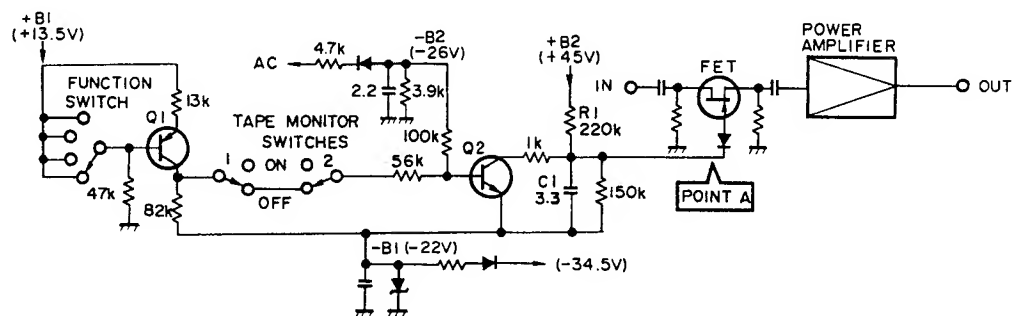 +B1
(+13.5V)
FUNCTION
SWITCH
Q1
13k
47k
82k
TAPE MONITOR
SWITCHES
1 ON 2
OFF
AC
4.7k
-B2
(-26V)
2.2
3.9k
100k
56k
Q2
+B2
+45V
R1
220k
1k
C1
3.3
150k
IN
FET
POINT A
POWER
AMPLIFIER
OUT
-B1 (-22V)
(-34.5V)